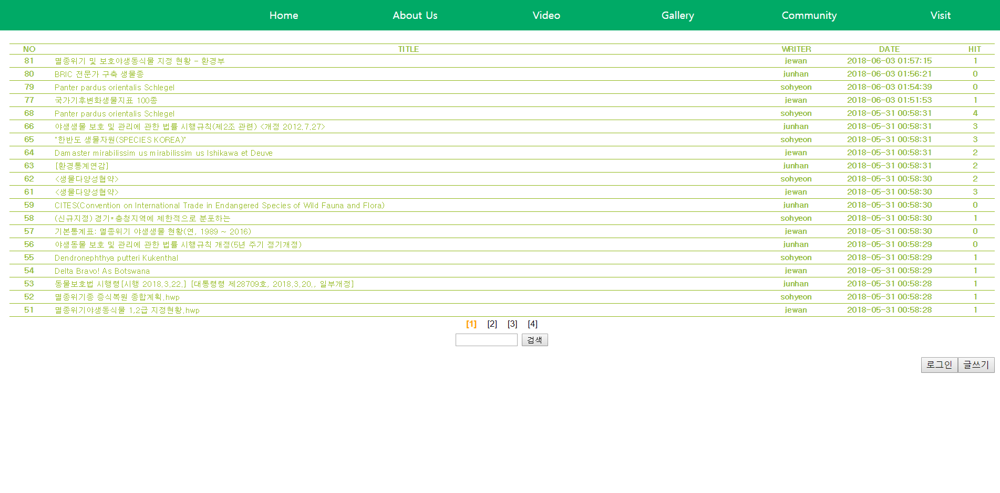 Home About Us Video Gallery Community Visit
NO TITLE WRITER DATE HIT
81 멸종위기 및 보호야생동식물 지정 현황 - 환경부 jewan 2018-06-03 01:57:15 1
80 BRIC 전문가 구축 생물종 junhan 2018-06-03 01:56:21 0
79 Panter pardus orientalis Schlegel sohyeon 2018-06-03 01:54:39 0
77 국가기후변화생물지표 100종 jewan 2018-06-03 01:51:53 1
68 Panter pardus orientalis Schlegel sohyeon 2018-05-31 00:58:31 4
66 야생생물 보호 및 관리에 관한 법률 시행규칙(제2조 관련) <개정 2012.7.27> junhan 2018-05-31 00:58:31 3
65 "한반도 생물자원(SPECIES KOREA)" sohyeon 2018-05-31 00:58:31 3
64 Damaster mirabilissim us mirabilissim us Ishikawa et Deuve jewan 2018-05-31 00:58:31 2
63 [환경통계연감] junhan 2018-05-31 00:58:31 2
62 <생물다양성협약> sohyeon 2018-05-31 00:58:30 2
61 <생물다양성협약> jewan 2018-05-31 00:58:30 3
59 CITES(Convention on International Trade in Endangered Species of Wild Fauna and Flora) junhan 2018-05-31 00:58:30 0
58 (신규지정) 경기*충청지역에 제한적으로 분포하는 sohyeon 2018-05-31 00:58:30 1
57 기본통계표: 멸종위기 야생생물 현황(연, 1989 ~ 2016) jewan 2018-05-31 00:58:30 0
56 야생동물 보호 및 관리에 관한 법률 시행규칙 개정(5년 주기 정기개정) junhan 2018-05-31 00:58:29 0
55 Dendronephthya putteri Kukenthal sohyeon 2018-05-31 00:58:29 1
54 Delta Bravo! As Botswana jewan 2018-05-31 00:58:29 1
53 동물보호법 시행령[시행 2018.3.22.] [대통령령 제28709호, 2018.3.20., 일부개정] junhan 2018-05-31 00:58:28 1
52 멸종위기종 증식복원 종합계획.hwp sohyeon 2018-05-31 00:58:28 1
51 멸종위기야생동식물 1,2급 지정현황.hwp jewan 2018-05-31 00:58:28 1
[1] [2] [3] [4]
검색
로그인 글쓰기